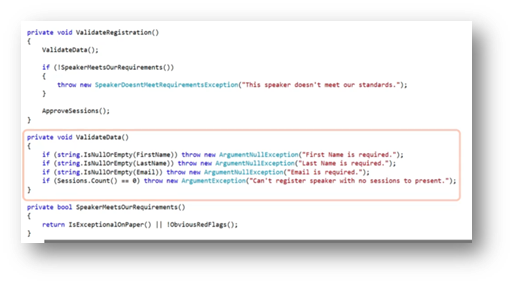 private void ValidateRegistration()
{
ValidateData();
if (!SpeakerMeetsOurRequirements())
{
throw new SpeakerDoesntMeetRequirementsException("This speaker doesn't meet our standards.");
}
ApproveSessions();
}
private void ValidateData()
{
if (string.IsNullOrEmpty(FirstName)) throw new ArgumentNullException("First Name is required.");
if (string.IsNullOrEmpty(LastName)) throw new ArgumentNullException("Last Name is required.");
if (string.IsNullOrEmpty(Email)) throw new ArgumentNullException("Email is required.");
if (Sessions.Count() == 0) throw new ArgumentException("Can't register speaker with no sessions to present.");
}
private bool SpeakerMeetsOurRequirements()
{
return IsExceptionalOnPaper() || !ObviousRedFlags();
}